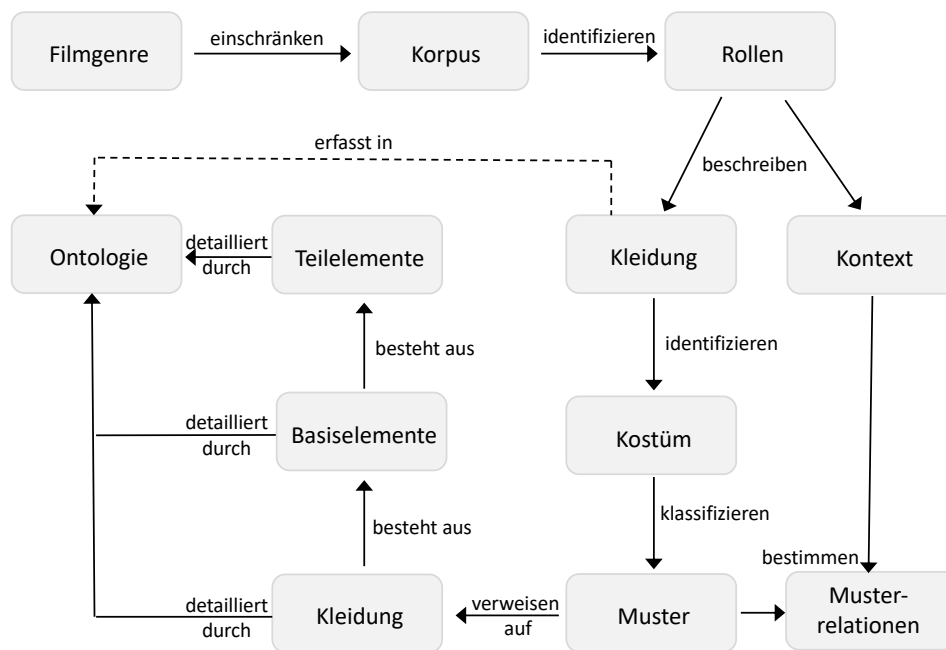 Filmgenre
einschränken
Korpus
identifizieren
Rollen
erfasst in
beschreiben
Ontologie
detailliert
durch
Teilelemente
Kleidung
Kontext
besteht aus
identifizieren
detailliert
durch
Basiselemente
Kostüm
besteht aus
klassifizieren
bestimmen
detailliert
durch
Kleidung
verweisen
auf
Muster
Muster-
relationen